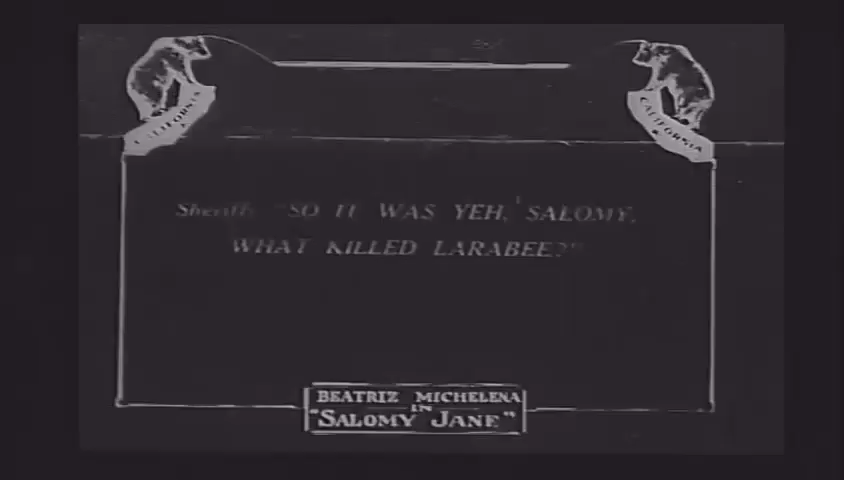 CALIFORNIA
CALIFORNIA
Sheriff: "SO IT WAS YEH, SALOMY,
WHAT KILLED LARABEE?"
BEATRIZ MICHELENA
IN
"SALOMY JANE"